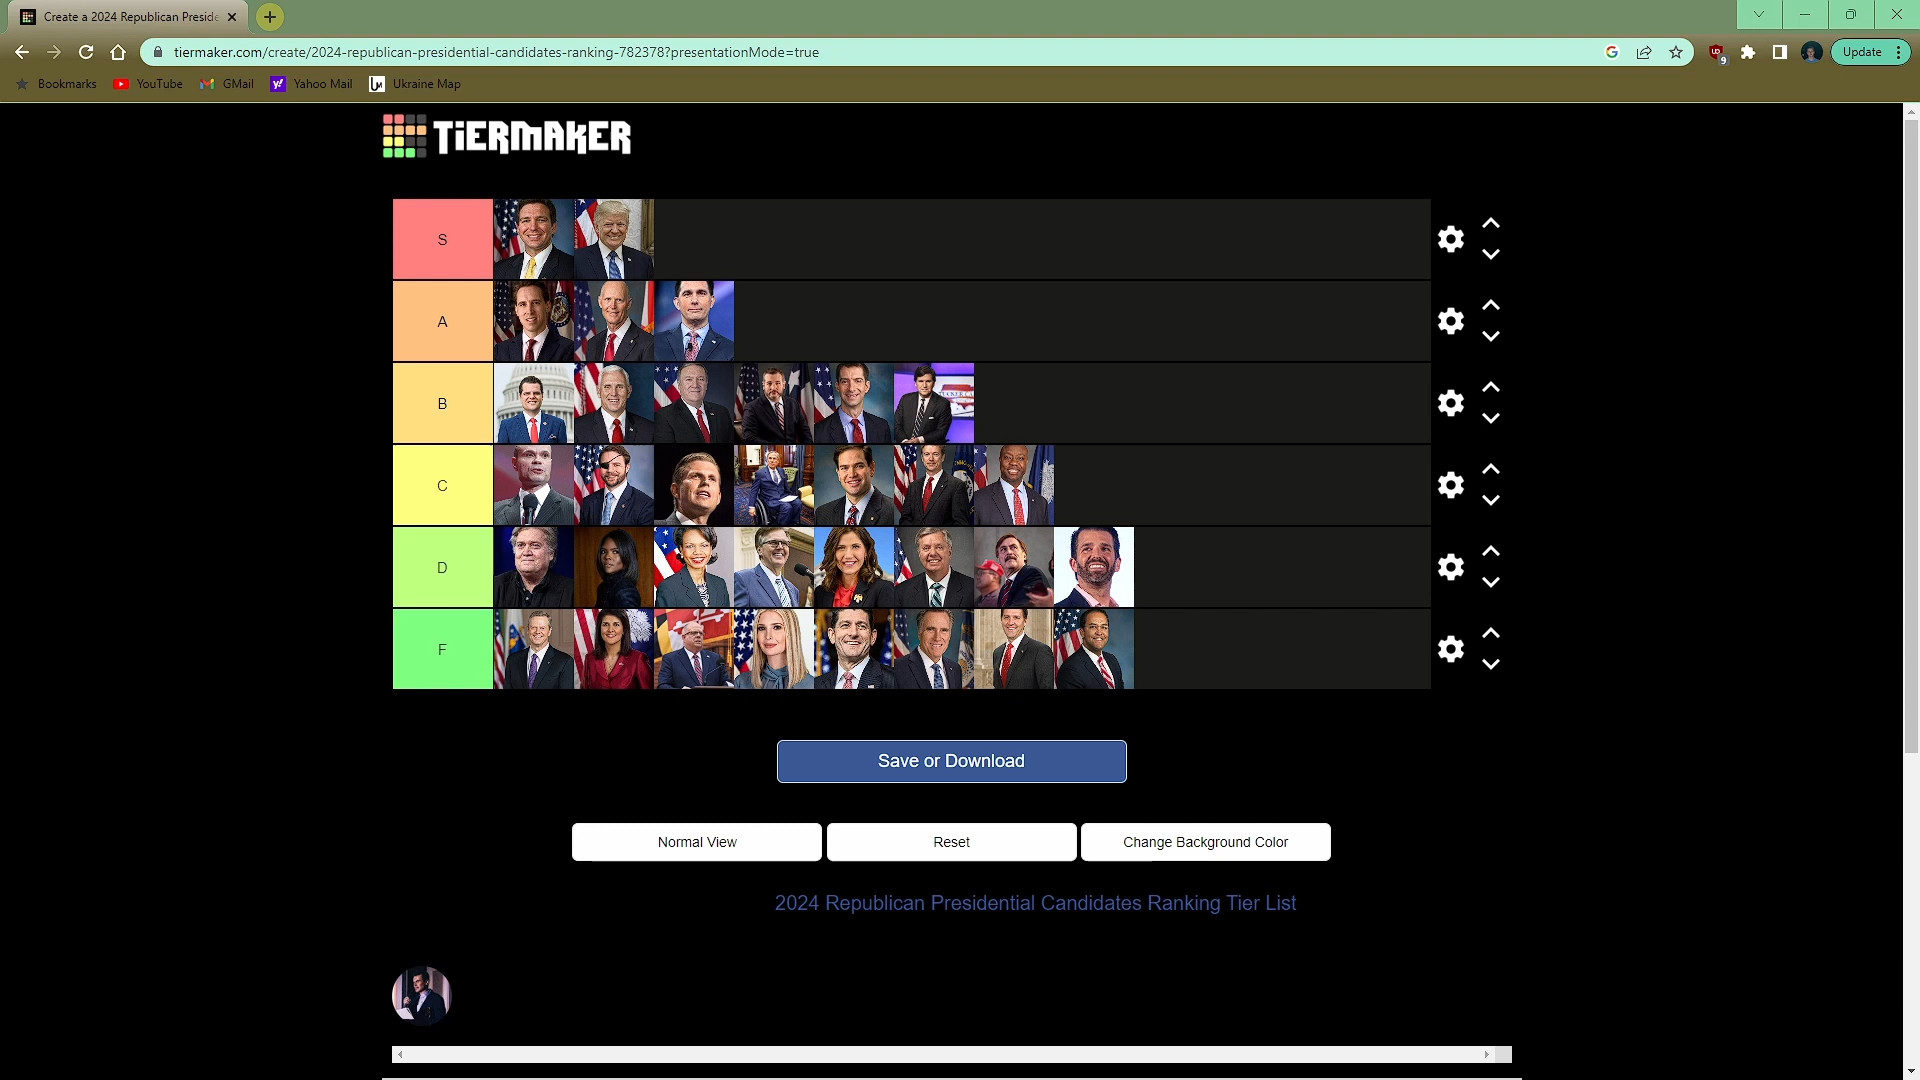 Create a 2024 Republican Preside
tiermaker.com/create/2024-republican-presidential-candidates-ranking-782378?presentationMode=true
9
Update
Bookmarks
YouTube
GMail
Yahoo Mail
Ukraine Map
TiERMAKER
S
A
B
C
D
F
Save or Download
Normal View
Reset
Change Background Color
2024 Republican Presidential Candidates Ranking Tier List